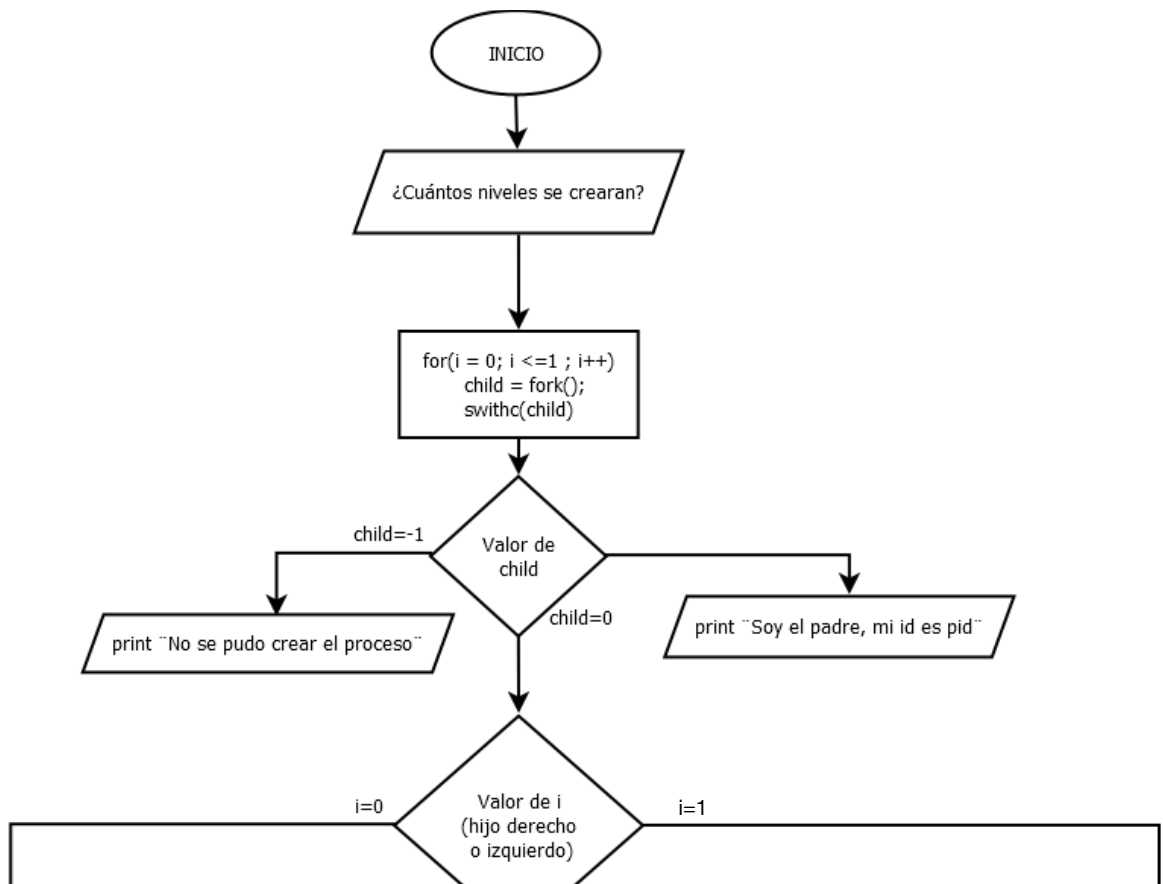 INICIO
¿Cuántos niveles se crearan?
for(i = 0; i <=1 ; i++)
child = fork();
swithc(child)
child=-1
Valor de
child
child=0
print ¨No se pudo crear el proceso¨
print ¨Soy el padre, mi id es pid¨
i=0
Valor de i
(hijo derecho
o izquierdo)
i=1